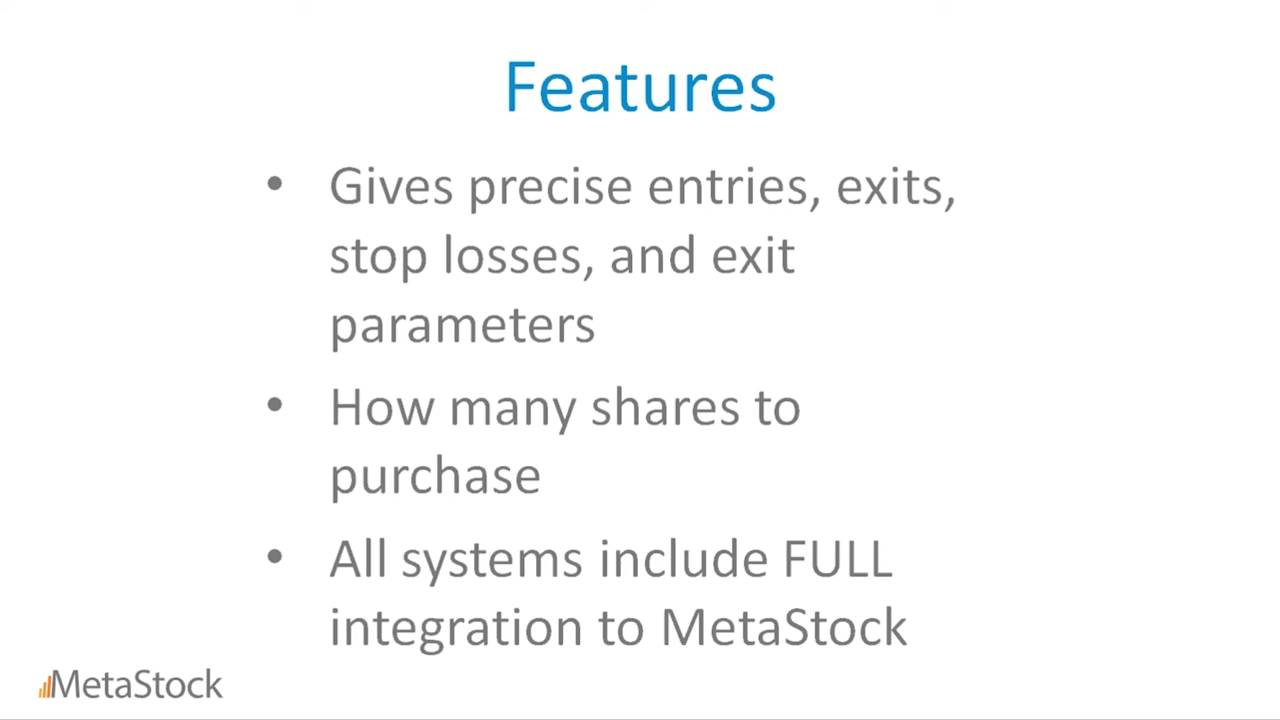 Features
• Gives precise entries, exits,
stop losses, and exit
parameters
• How many shares to
purchase
• All systems include FULL
integration to MetaStock
MetaStock